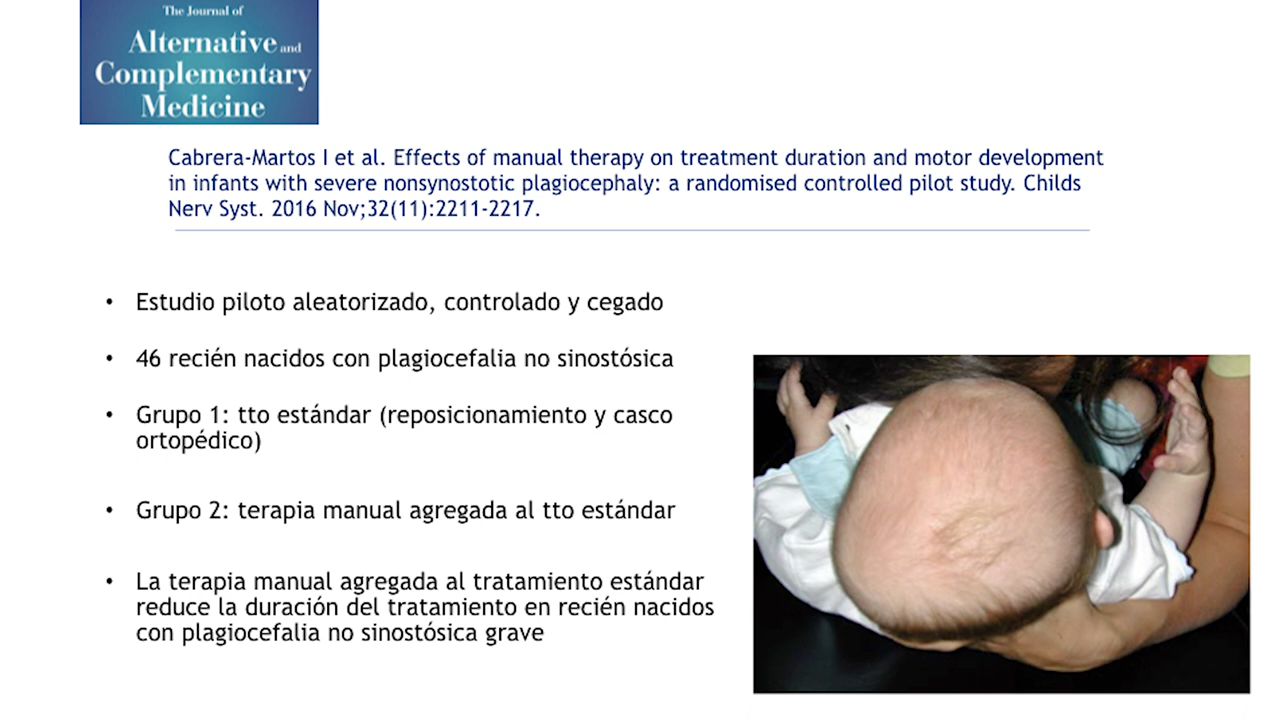 The Journal of
Alternative and
Complementary
Medicine
Cabrera-Martos I et al. Effects of manual therapy on treatment duration and motor development
in infants with severe nonsynostotic plagiocephaly: a randomised controlled pilot study. Childs
Nerv Syst. 2016 Nov;32(11):2211-2217.
• Estudio piloto aleatorizado, controlado y cegado
• 46 recién nacidos con plagiocefalia no sinostósica
• Grupo 1: tto estándar (reposicionamiento y casco
ortopédico)
• Grupo 2: terapia manual agregada al tto estándar
• La terapia manual agregada al tratamiento estándar
reduce la duración del tratamiento en recién nacidos
con plagiocefalia no sinostósica grave